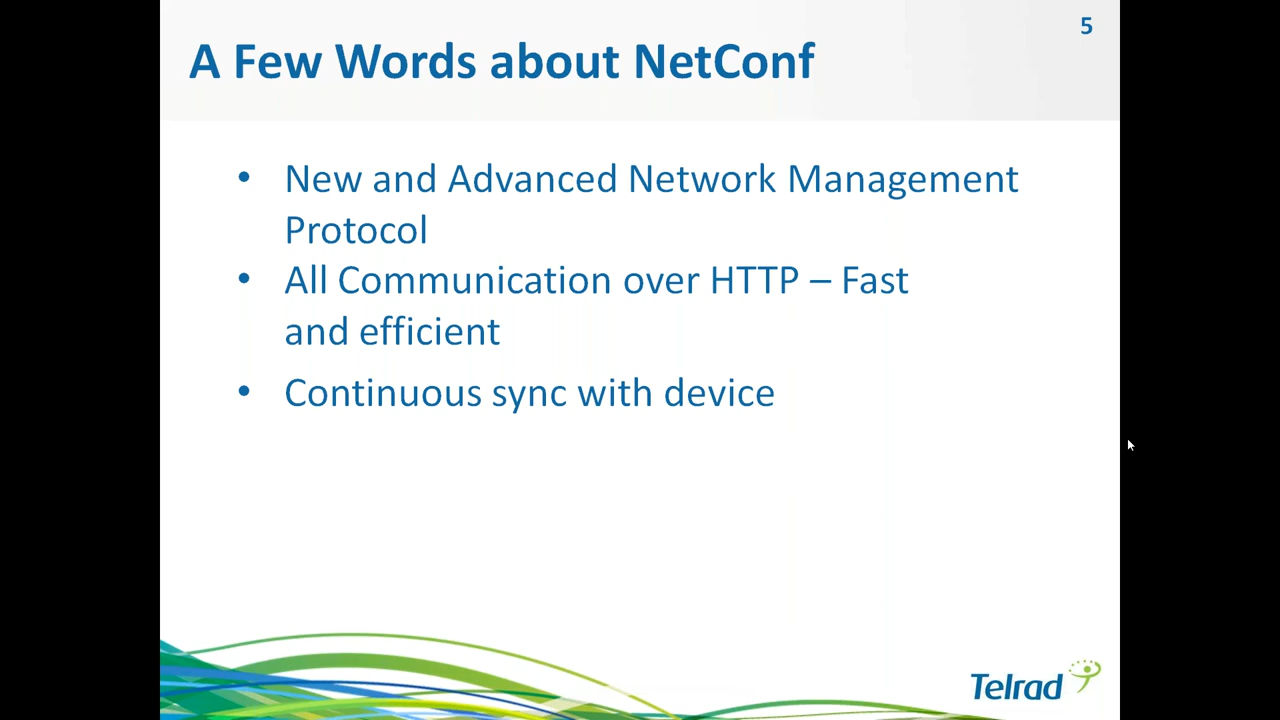 5
A Few Words about NetConf
• New and Advanced Network Management
Protocol
• All Communication over HTTP – Fast
and efficient
• Continuous sync with device
Telrad